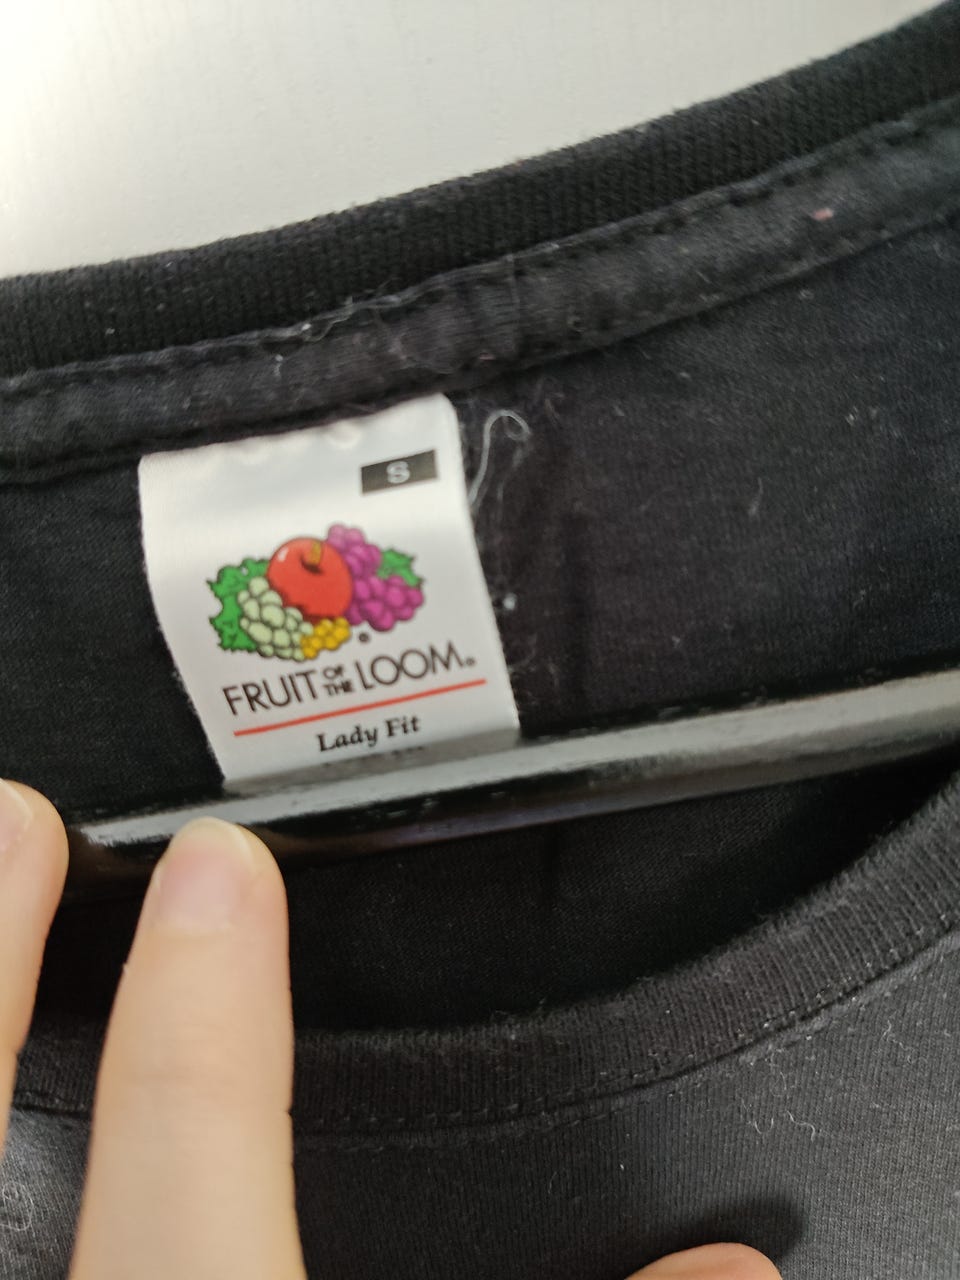 S
FRUIT OF THE LOOM®
Lady Fit